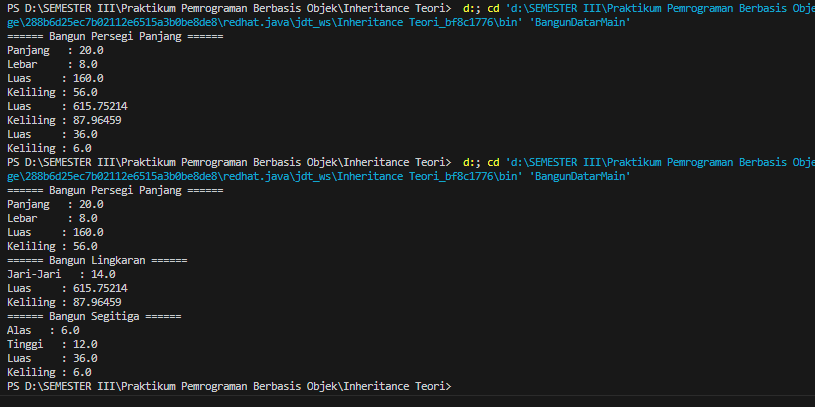 PS D:\SEMESTER III\Praktikum Pemrograman Berbasis Objek\Inheritance Teori>  d:; cd 'd:\SEMESTER III\Praktikum Pemrograman Berbasis Obje
ge\288b6d25ec7b02112e6515a3b0be8de8\redhat.java\jdt_ws\Inheritance Teori_bf8c1776\bin' 'BangunDatarMain'
====== Bangun Persegi Panjang ======
Panjang   : 20.0
Lebar     : 8.0
Luas     : 160.0
Keliling : 56.0
Luas     : 615.75214
Keliling : 87.96459
Luas     : 36.0
Keliling : 6.0
PS D:\SEMESTER III\Praktikum Pemrograman Berbasis Objek\Inheritance Teori>  d:; cd 'd:\SEMESTER III\Praktikum Pemrograman Berbasis Obje
ge\288b6d25ec7b02112e6515a3b0be8de8\redhat.java\jdt_ws\Inheritance Teori_bf8c1776\bin' 'BangunDatarMain'
====== Bangun Persegi Panjang ======
Panjang   : 20.0
Lebar     : 8.0
Luas     : 160.0
Keliling : 56.0
====== Bangun Lingkaran ======
Jari-Jari   : 14.0
Luas     : 615.75214
Keliling : 87.96459
====== Bangun Segitiga ======
Alas   : 6.0
Tinggi   : 12.0
Luas     : 36.0
Keliling : 6.0
PS D:\SEMESTER III\Praktikum Pemrograman Berbasis Objek\Inheritance Teori>